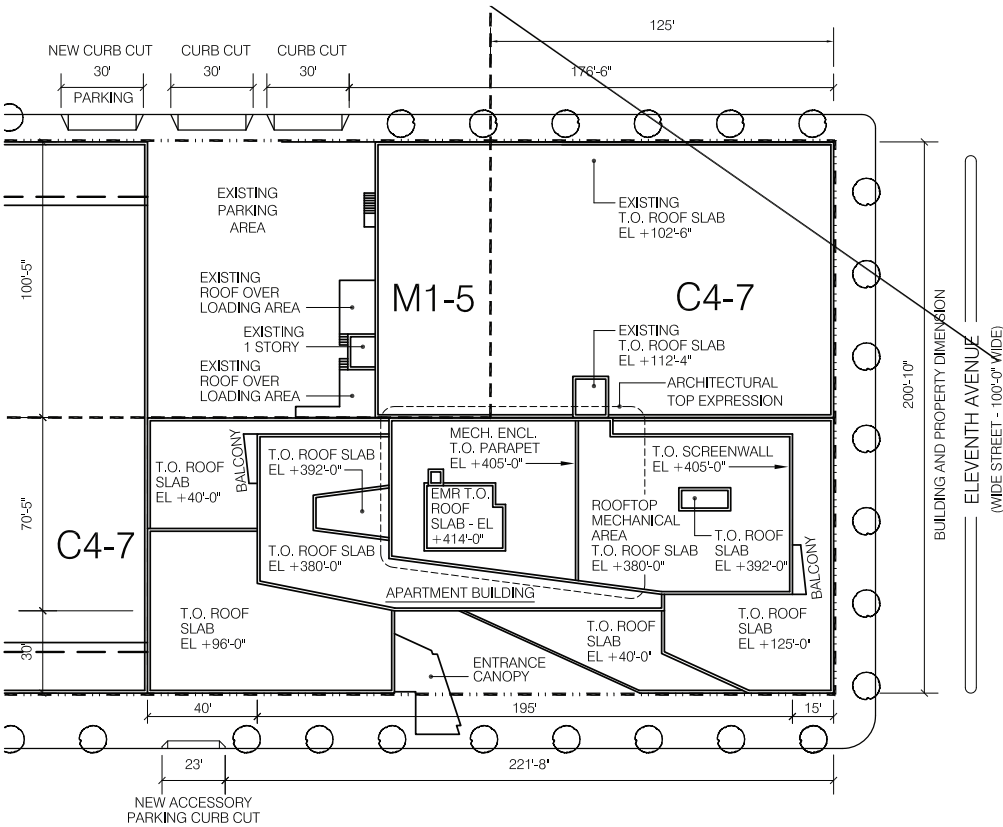 125'
NEW CURB CUT
CURB CUT
CURB CUT
30'
30'
30'
176'-6"
PARKING
EXISTING
PARKING
AREA
EXISTING
T.O. ROOF SLAB
EL +102'-6"
100'-5"
EXISTING
ROOF OVER
LOADING AREA
M1-5
C4-7
EXISTING
1 STORY
EXISTING
T.O. ROOF SLAB
EL +112'-4"
EXISTING
ROOF OVER
LOADING AREA
ARCHITECTURAL
TOP EXPRESSION
200'-10"
BUILDING AND PROPERTY DIMENSION
ELEVENTH AVENUE
(WIDE STREET - 100'-0" WIDE)
T.O. ROOF
SLAB
EL +40'-0"
BALCONY
T.O. ROOF SLAB
EL +392'-0"
MECH. ENCL.
T.O. PARAPET
EL +405'-0"
T.O. SCREENWALL
EL +405'-0"
70'-5"
C4-7
EMR T.O.
ROOF
SLAB - EL
+414'-0"
ROOFTOP
MECHANICAL
AREA
T.O. ROOF SLAB
EL +380'-0"
T.O. ROOF
SLAB
EL +392'-0"
T.O. ROOF SLAB
EL +380'-0"
BALCONY
APARTMENT BUILDING
T.O. ROOF
SLAB
EL +96'-0"
T.O. ROOF
SLAB
EL +40'-0"
T.O. ROOF
SLAB
EL +125'-0"
30'
ENTRANCE
CANOPY
40'
195'
15'
23'
221'-8"
NEW ACCESSORY
PARKING CURB CUT